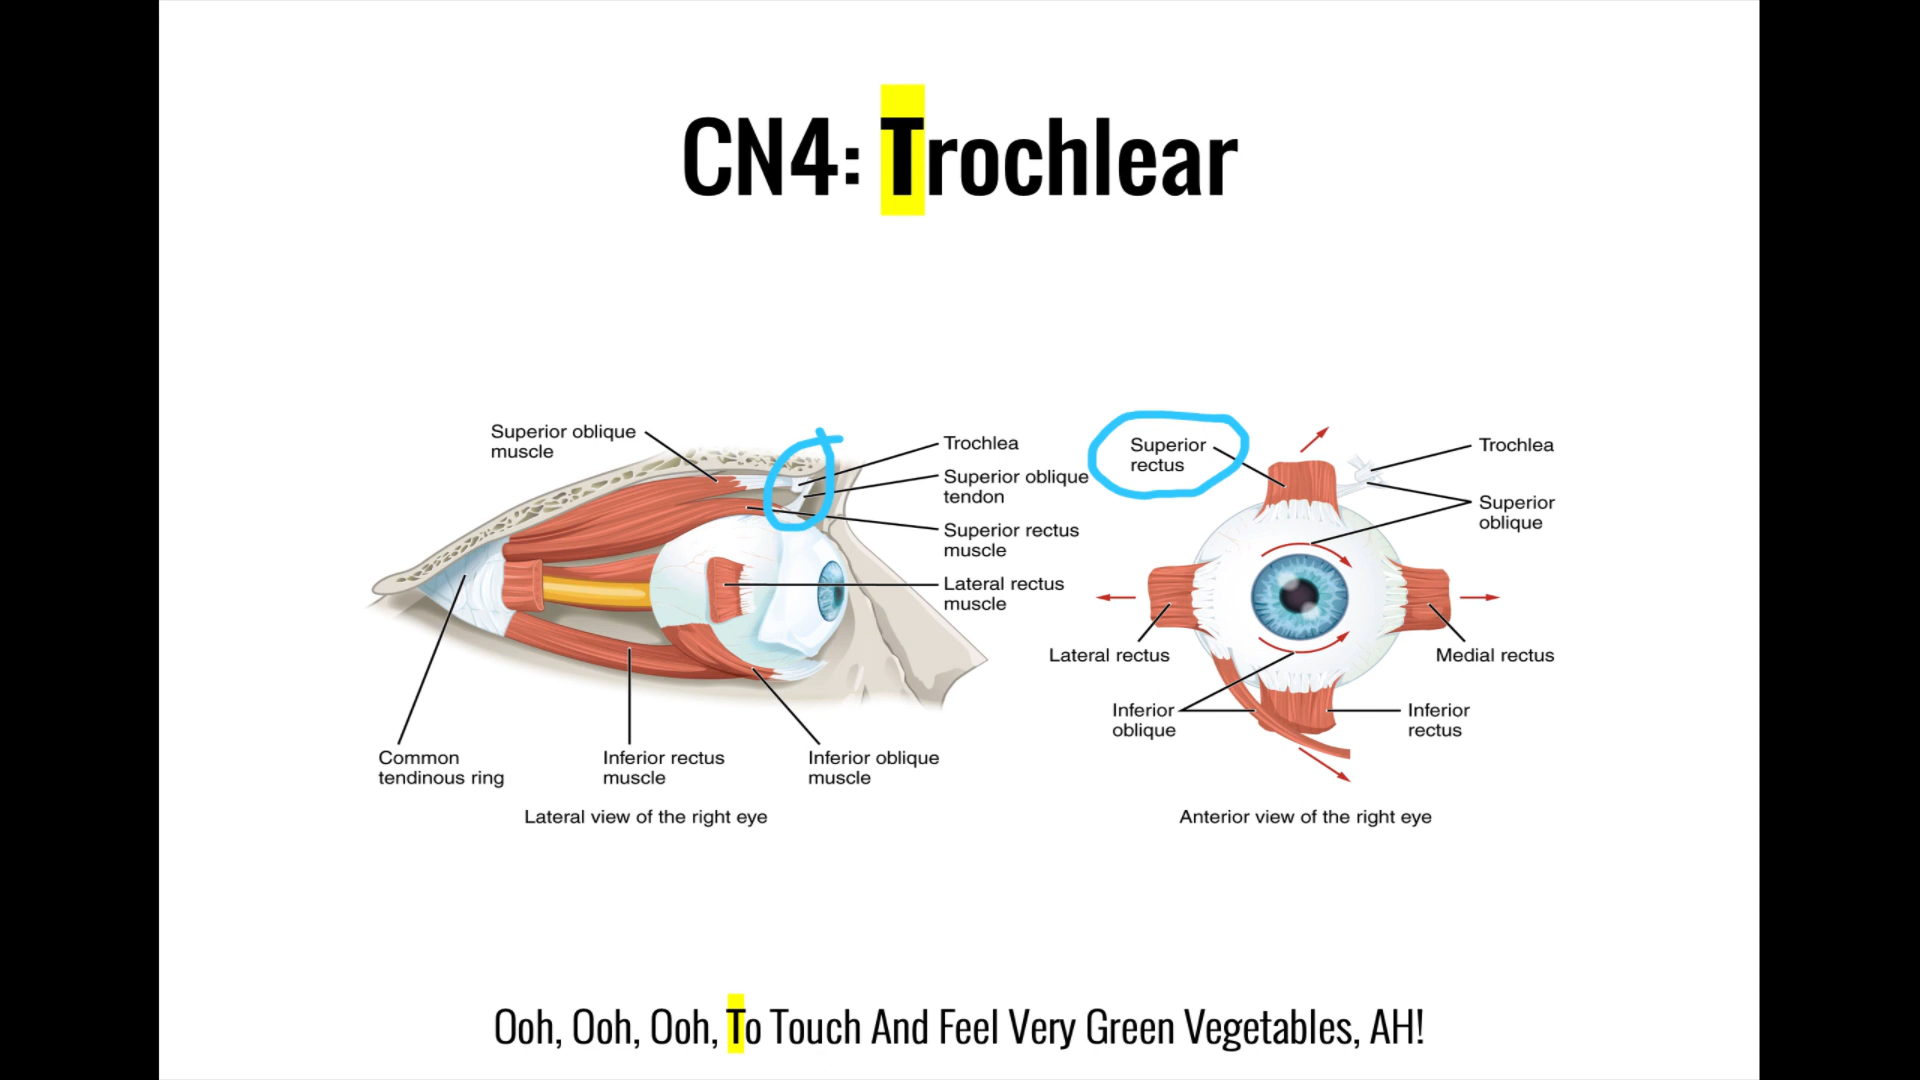 CN4: Trochlear
Superior oblique
muscle
Trochlea
Superior oblique
tendon
Superior rectus
muscle
Lateral rectus
muscle
Common
tendinous ring
Inferior rectus
muscle
Inferior oblique
muscle
Lateral view of the right eye
Superior
rectus
Trochlea
Superior
oblique
Lateral rectus
Medial rectus
Inferior
oblique
Inferior
rectus
Anterior view of the right eye
Ooh, Ooh, Ooh, To Touch And Feel Very Green Vegetables, AH!